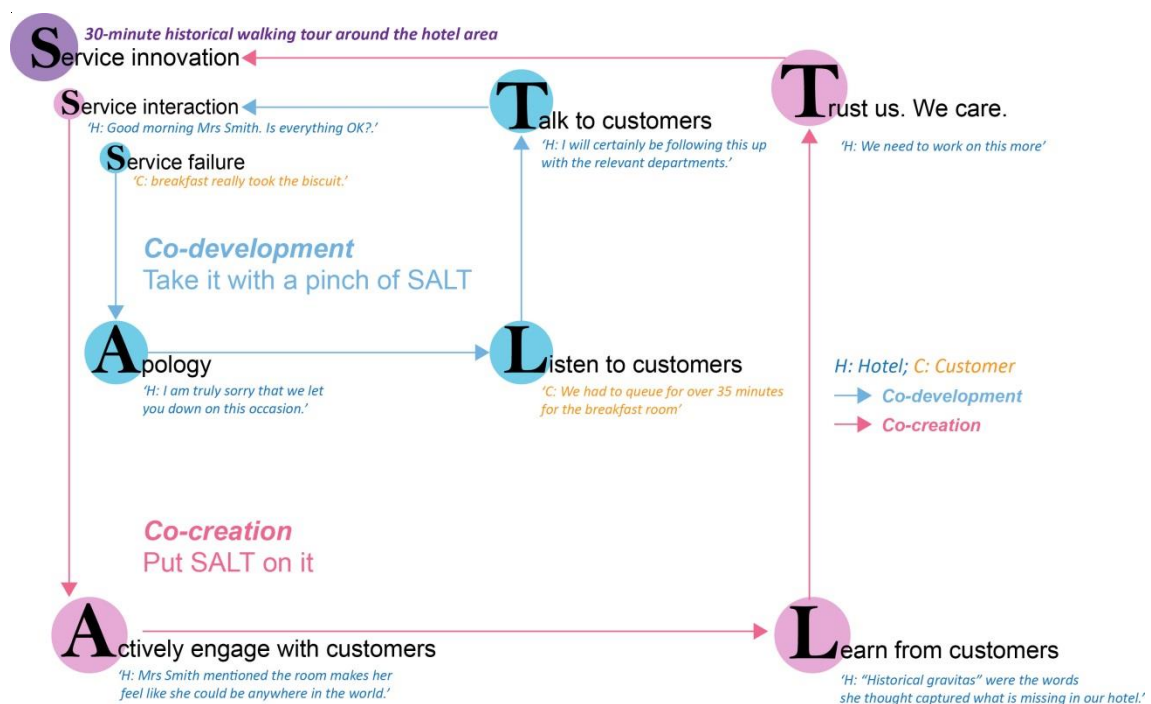 30-minute historical walking tour around the hotel area
Service innovation
Trust us. We care.
'H: We need to work on this more'
Service interaction
'H: Good morning Mrs Smith. Is everything OK?.'
Talk to customers
'H: I will certainly be following this up
with the relevant departments.'
Service failure
'C: breakfast really took the biscuit.'
Co-development
Take it with a pinch of SALT
Apology
'H: I am truly sorry that we let
you down on this occasion.'
Listen to customers
'C: We had to queue for over 35 minutes
for the breakfast room'
H: Hotel; C: Customer
Co-development
Co-creation
Co-creation
Put SALT on it
Actively engage with customers
'H: Mrs Smith mentioned the room makes her
feel like she could be anywhere in the world.'
Learn from customers
'H: "Historical gravitas" were the words
she thought captured what is missing in our hotel.'